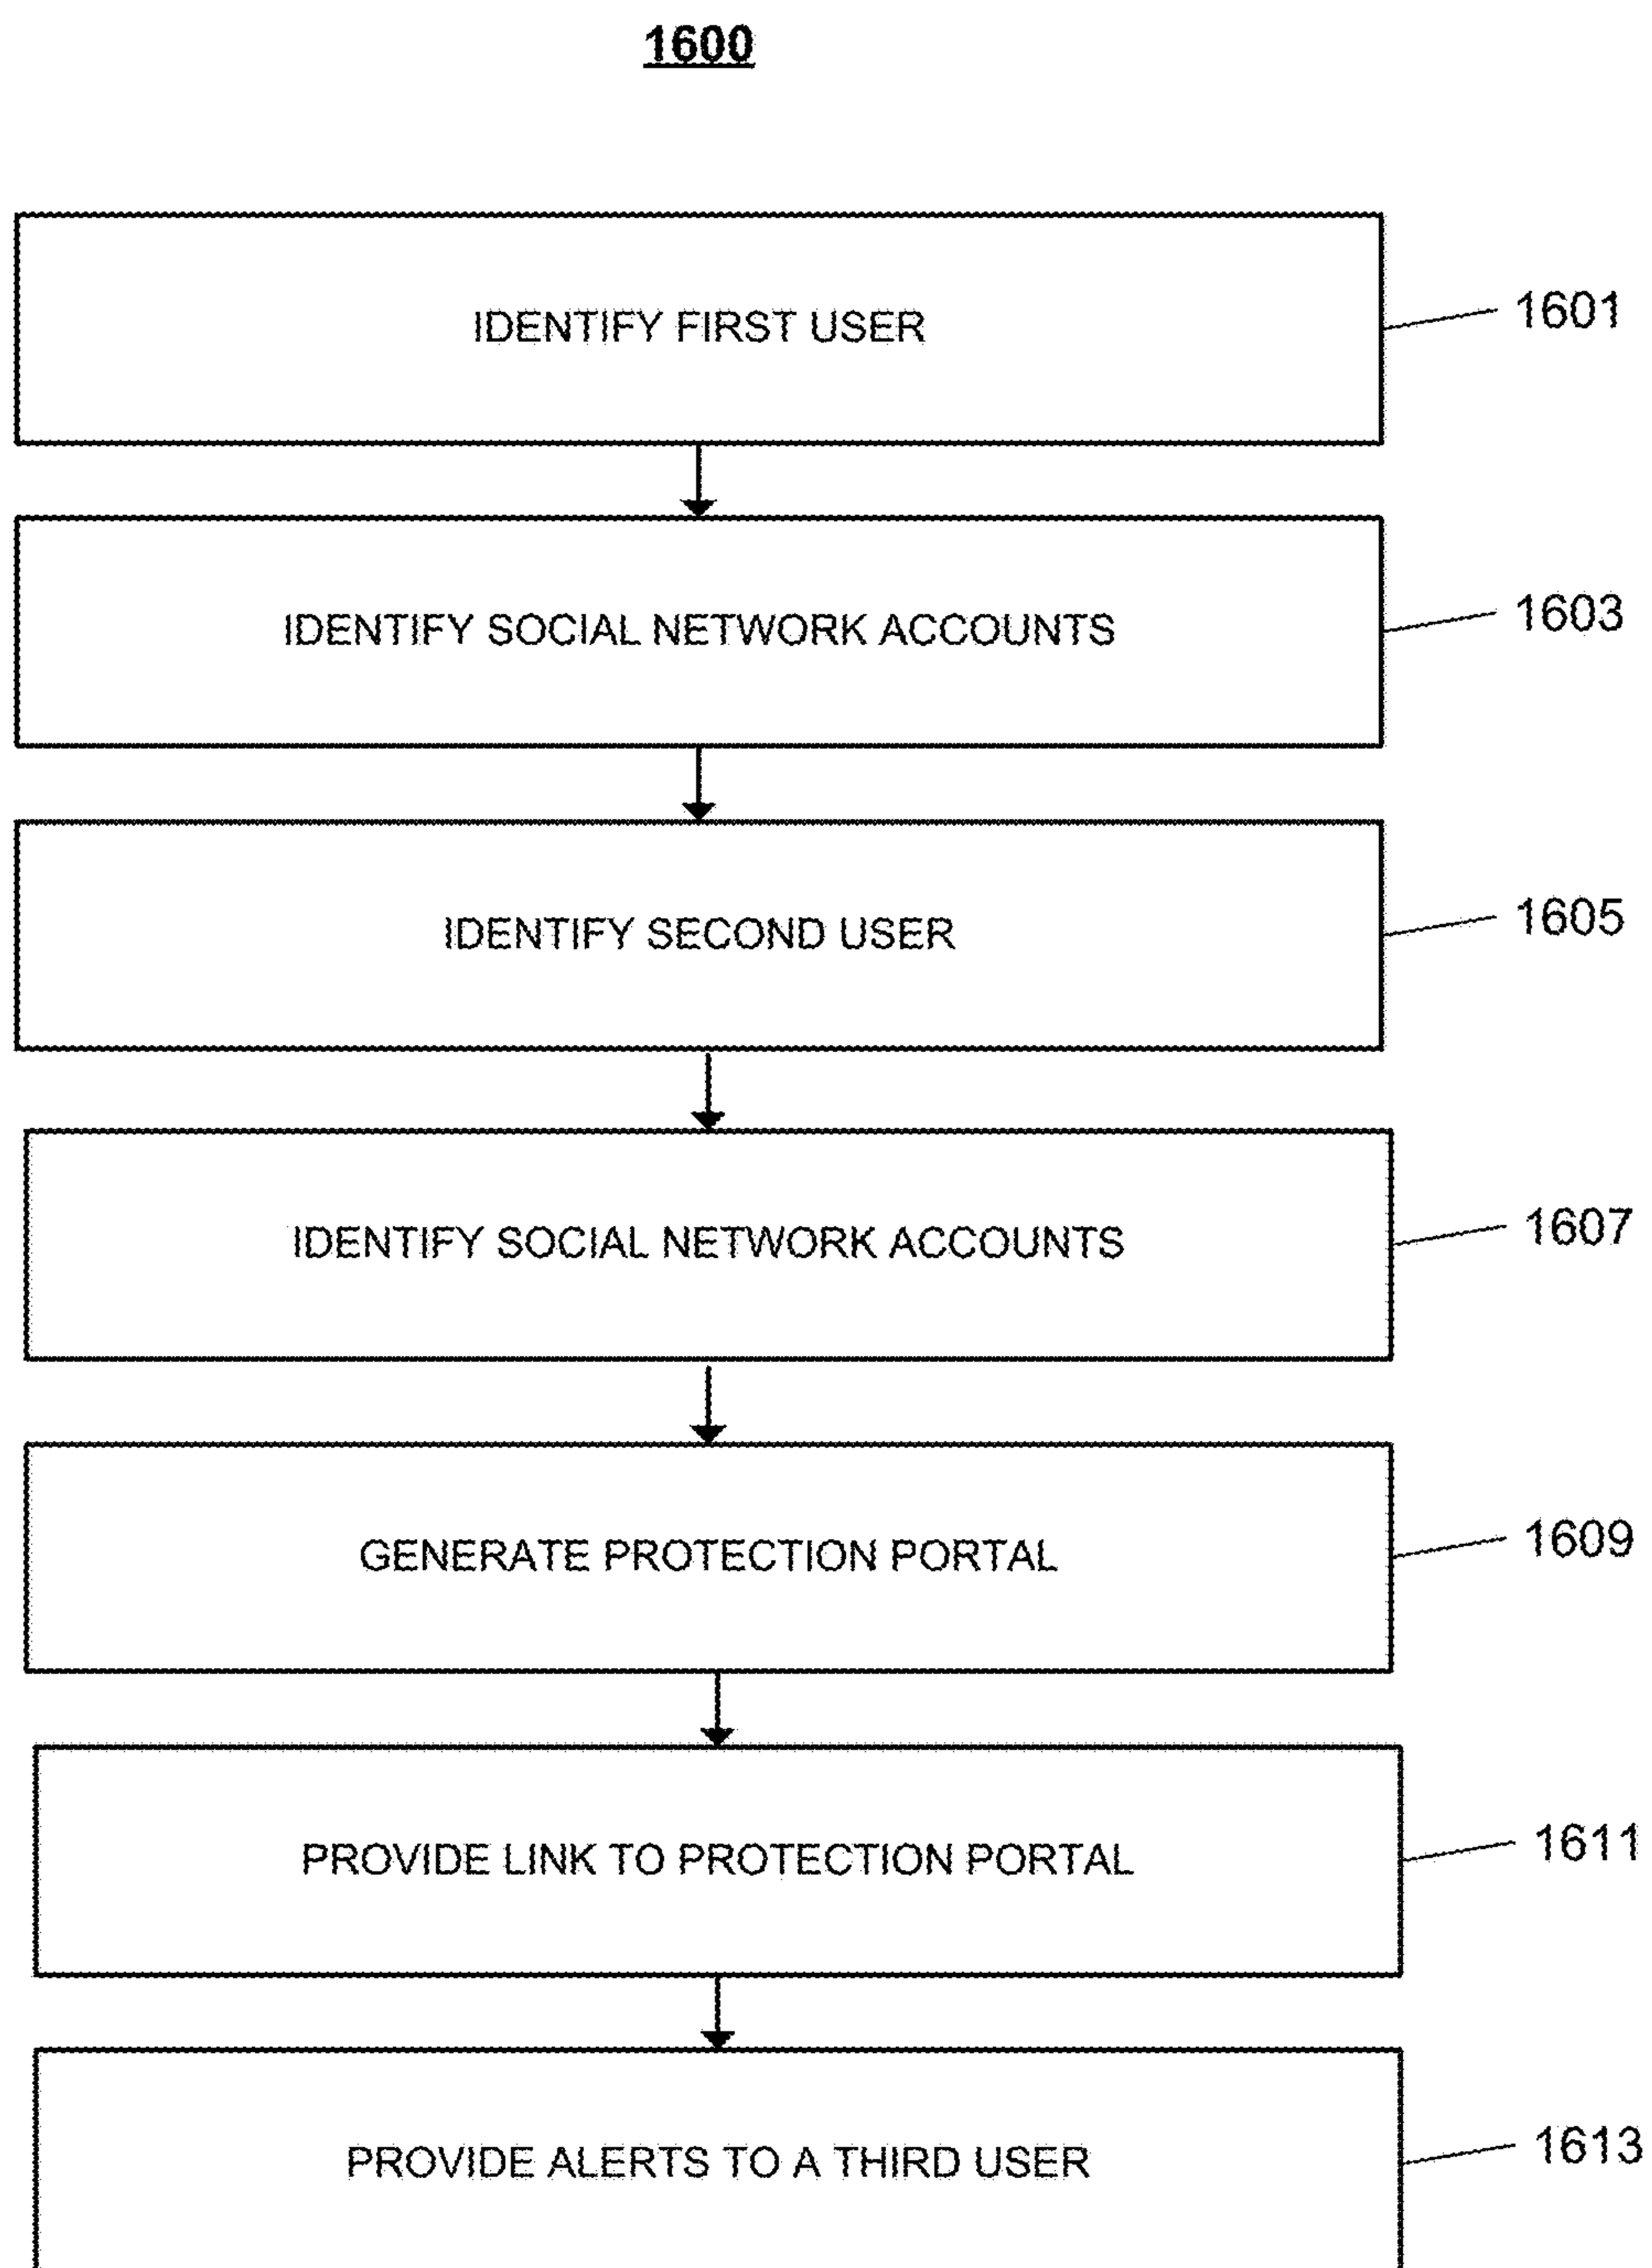 1600
IDENTIFY FIRST USER
1601
IDENTIFY SOCIAL NETWORK ACCOUNTS
1603
IDENTIFY SECOND USER
1605
IDENTIFY SOCIAL NETWORK ACCOUNTS
1607
GENERATE PROTECTION PORTAL
1609
PROVIDE LINK TO PROTECTION PORTAL
1611
PROVIDE ALERTS TO A THIRD USER
1613